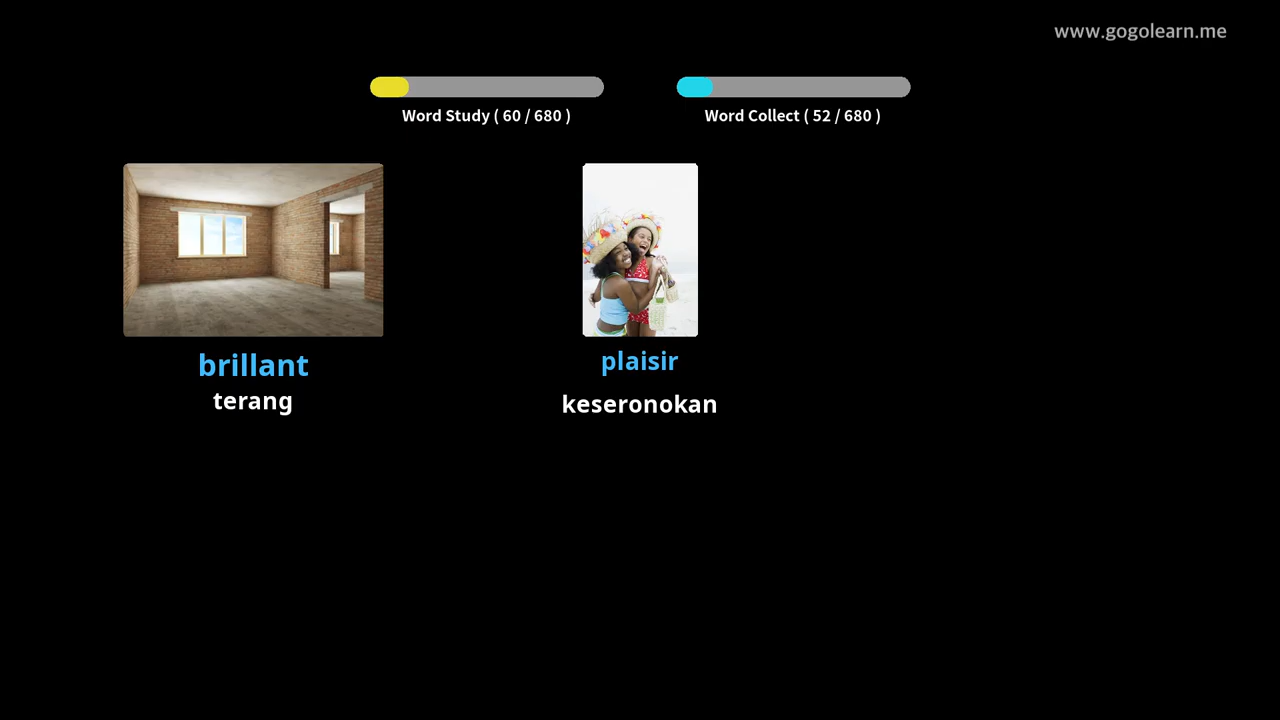 www.gogolearn.me
Word Study ( 60 / 680 )
Word Collect ( 52 / 680 )
brillant
terang
plaisir
keseronokan